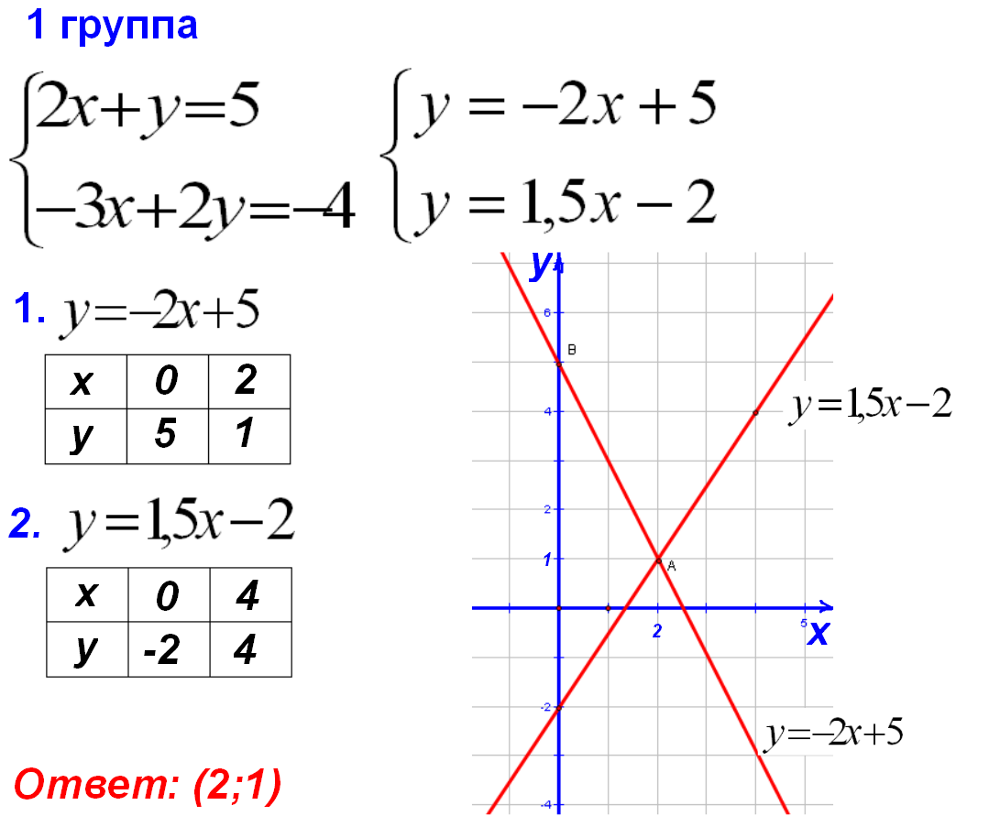 1 группа
2x+y=5
-3x+2y=-4
y = -2x + 5
y = 1,5x - 2
1. y=-2x+5
x 0 2
y 5 1
2. y=1,5x-2
x 0 4
y -2 4
Ответ: (2;1)
y
6
B
4
y=1,5x-2
2
1
A
2
5
x
-2
y=-2x+5
-4